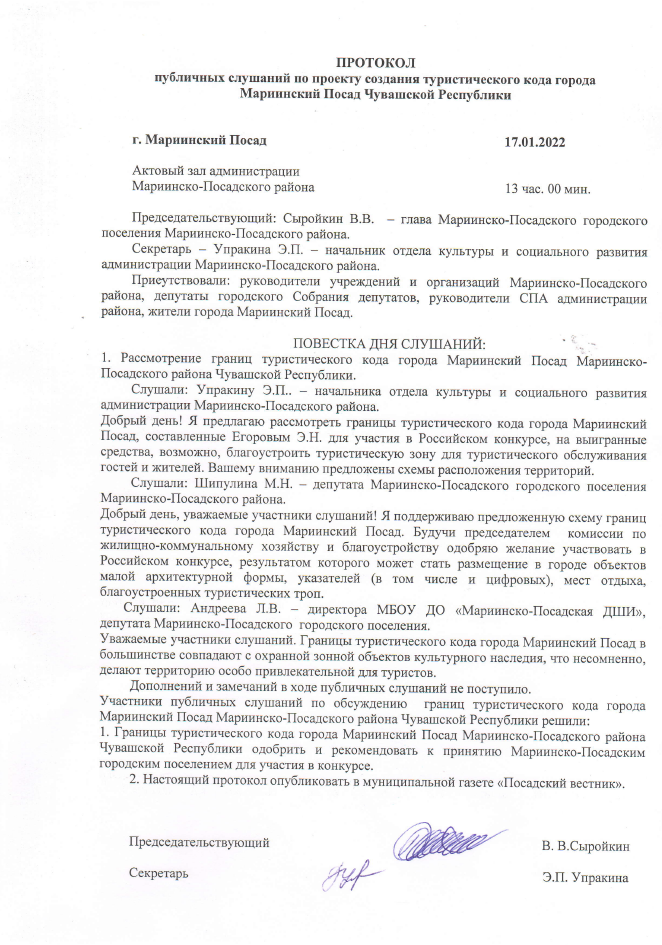 ПРОТОКОЛ
публичных слушаний по проекту создания туристического кода города
Мариинский Посад Чувашской Республики
г. Мариинский Посад 17.01.2022
Актовый зал администрации
Мариинско-Посадского района 13 час. 00 мин.
Председательствующий: Сыройкин В.В. – глава Мариинско-Посадского городского
поселения Мариинско-Посадского района.
Секретарь – Упракина Э.П. – начальник отдела культуры и социального развития
администрации Мариинско-Посадского района.
Присутствовали: руководители учреждений и организаций Мариинско-Посадского
района, депутаты городского Собрания депутатов, руководители СПА администрации
района, жители города Мариинский Посад.
ПОВЕСТКА ДНЯ СЛУШАНИЙ:
1. Рассмотрение границ туристического кода города Мариинский Посад Мариинско-
Посадского района Чувашской Республики.
Слушали: Упракину Э.П.. – начальника отдела культуры и социального развития
администрации Мариинско-Посадского района.
Добрый день! Я предлагаю рассмотреть границы туристического кода города Мариинский
Посад, составленные Егоровым Э.Н. для участия в Российском конкурсе, на выигранные
средства, возможно, благоустроить туристическую зону для туристического обслуживания
гостей и жителей. Вашему вниманию предложены схемы расположения территорий.
Слушали: Шипулина М.Н. – депутата Мариинско-Посадского городского поселения
Мариинско-Посадского района.
Добрый день, уважаемые участники слушаний! Я поддерживаю предложенную схему границ
туристического кода города Мариинский Посад. Будучи председателем комиссии по
жилищно-коммунальному хозяйству и благоустройству одобряю желание участвовать в
Российском конкурсе, результатом которого может стать размещение в городе объектов
малой архитектурной формы, указателей (в том числе и цифровых), мест отдыха,
благоустроенных туристических троп.
Слушали: Андреева Л.В. – директора МБОУ ДО «Мариинско-Посадская ДШИ»,
депутата Мариинско-Посадского городского поселения.
Уважаемые участники слушаний. Границы туристического кода города Мариинский Посад в
большинстве совпадают с охранной зонной объектов культурного наследия, что несомненно,
делают территорию особо привлекательной для туристов.
Дополнений и замечаний в ходе публичных слушаний не поступило.
Участники публичных слушаний по обсуждению границ туристического кода города
Мариинский Посад Мариинско-Посадского района Чувашской Республики решили:
1. Границы туристического кода города Мариинский Посад Мариинско-Посадского района
Чувашской Республики одобрить и рекомендовать к принятию Мариинско-Посадским
городским поселением для участия в конкурсе.
2. Настоящий протокол опубликовать в муниципальной газете «Посадский вестник».
Председательствующий В. В.Сыройкин
Секретарь Э.П. Упракина